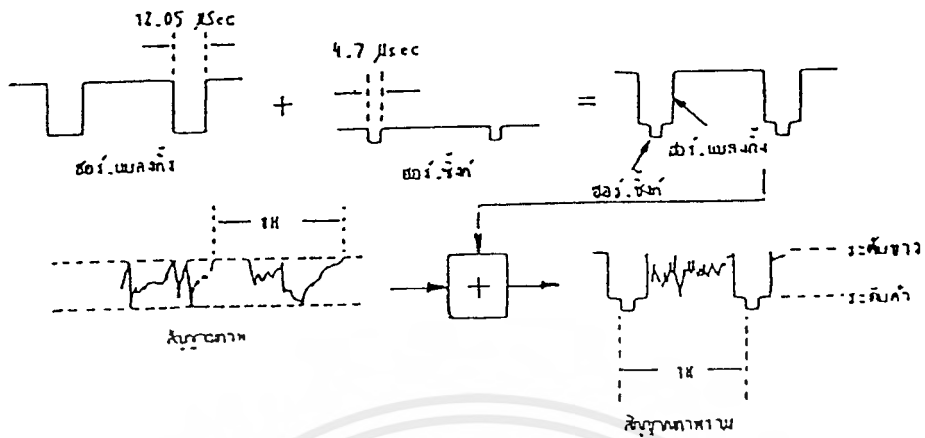 12.05 µSec
4.7 µsec
+
=
ฮอร์.แบลงกิ้ง
ฮอร์.ซิ้งก์
ฮอร์.แบลงกิ้ง
ฮอร์.ซิงก์
1H
+
ระดับขาว
ระดับดำ
สัญญาณภาพ
1H
สัญญาณภาพรวม